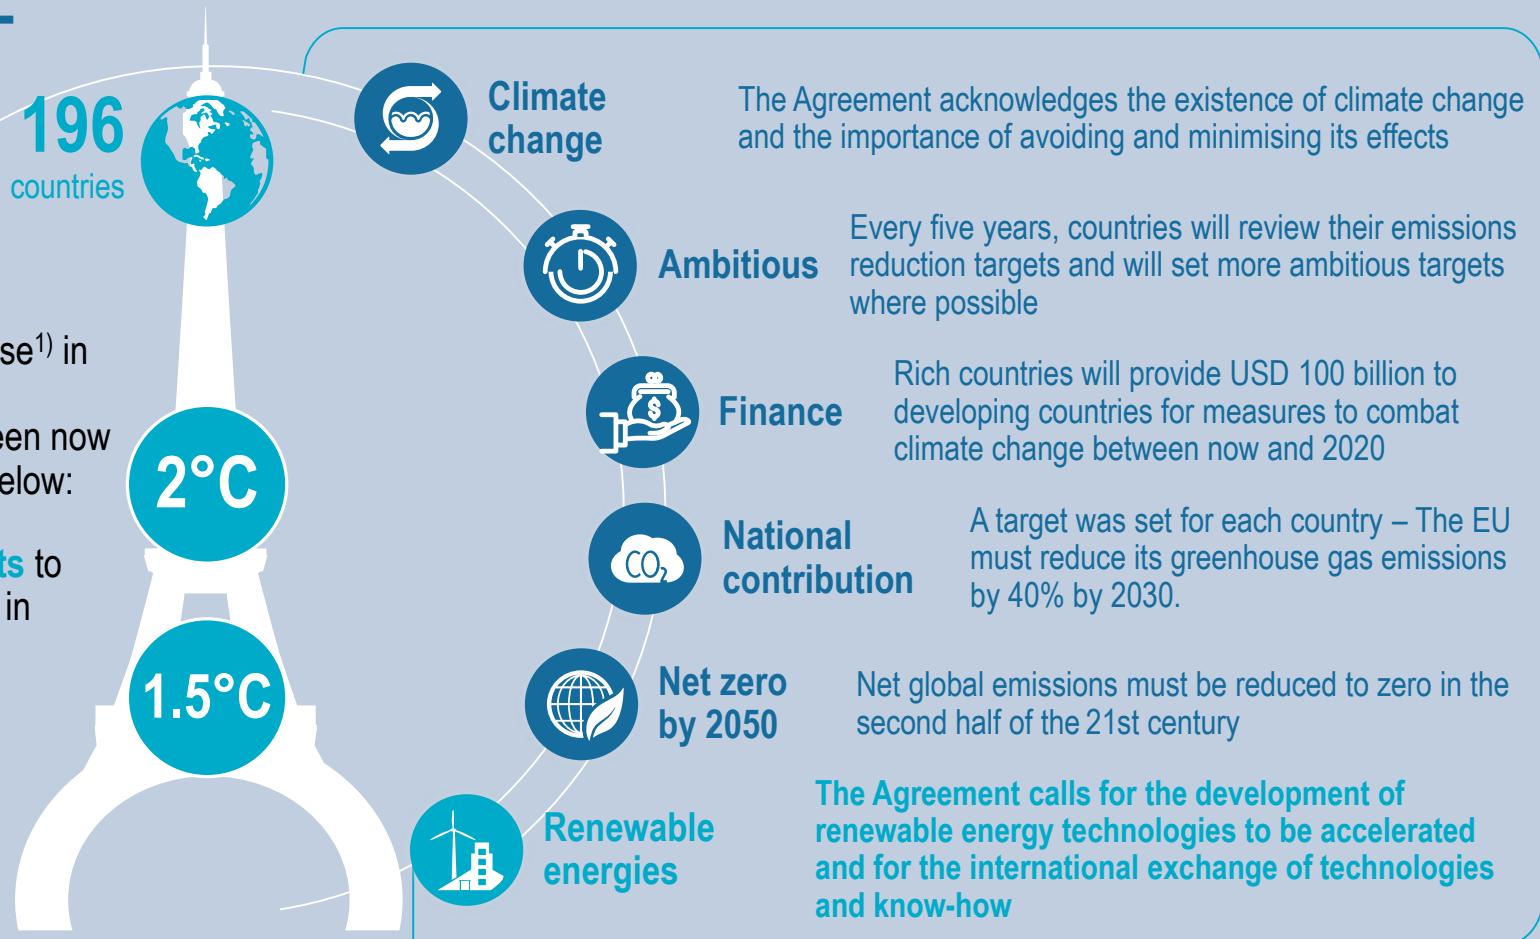 196
countries
se1) in
een now
elow:
ts to
in
2°C
1.5°C
Climate
change
The Agreement acknowledges the existence of climate change
and the importance of avoiding and minimising its effects
Ambitious
Every five years, countries will review their emissions
reduction targets and will set more ambitious targets
where possible
$
Finance
Rich countries will provide USD 100 billion to
developing countries for measures to combat
climate change between now and 2020
CO2
National
contribution
A target was set for each country – The EU
must reduce its greenhouse gas emissions
by 40% by 2030.
Net zero
by 2050
Net global emissions must be reduced to zero in the
second half of the 21st century
Renewable
energies
The Agreement calls for the development of
renewable energy technologies to be accelerated
and for the international exchange of technologies
and know-how